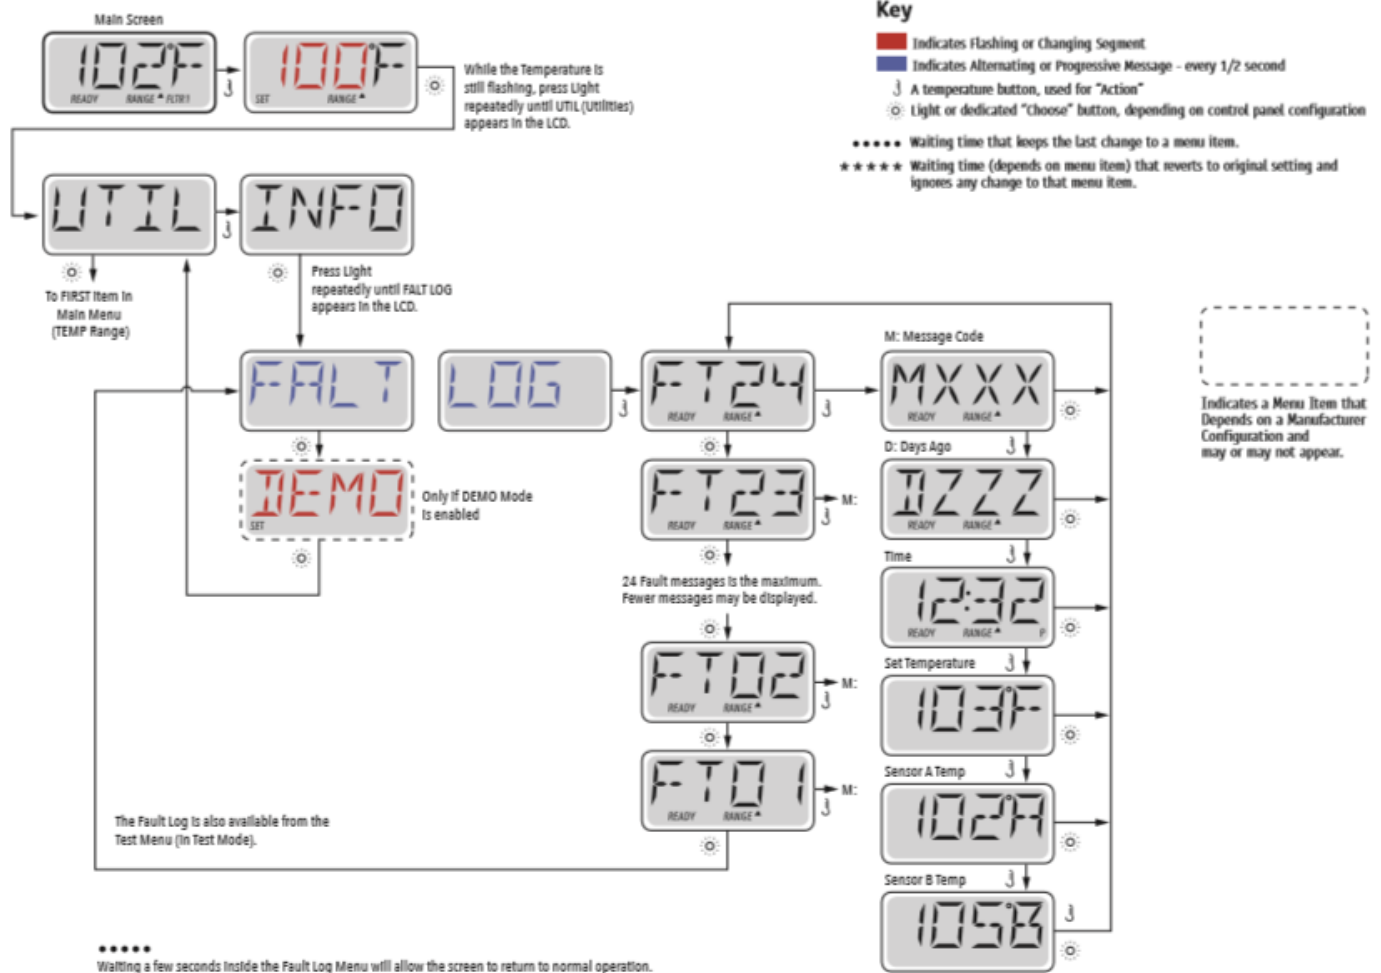 Key
Main Screen
102°F
READY RANGE FLTR1
100°F
SET RANGE
While the Temperature is
still flashing, press Light
repeatedly until UTIL (Utilities)
appears in the LCD.
Indicates Flashing or Changing Segment
Indicates Alternating or Progressive Message - every 1/2 second
A temperature button, used for "Action"
Light or dedicated "Choose" button, depending on control panel configuration
Waiting time that keeps the last change to a menu item.
Waiting time (depends on menu item) that reverts to original setting and
ignores any change to that menu item.
UTIL
INFO
To FIRST Item in
Main Menu
(TEMP Range)
Press Light
repeatedly until FALT LOG
appears in the LCD.
FALT
LOG
FT24
READY RANGE
M: Message Code
MXXX
READY RANGE
Indicates a Menu Item that
Depends on a Manufacturer
Configuration and
may or may not appear.
DEMO
SET
Only if DEMO Mode
is enabled
FT23
READY RANGE
M:
D: Days Ago
DZZZ
READY RANGE
24 Fault messages is the maximum.
Fewer messages may be displayed.
Time
12:32
READY RANGE P
FT02
READY RANGE
M:
Set Temperature
103°F
FT01
READY RANGE
M:
Sensor A Temp
102°A
The Fault Log is also available from the
Test Menu (in Test Mode).
Sensor B Temp
105°B
Waiting a few seconds inside the Fault Log Menu will allow the screen to return to normal operation.